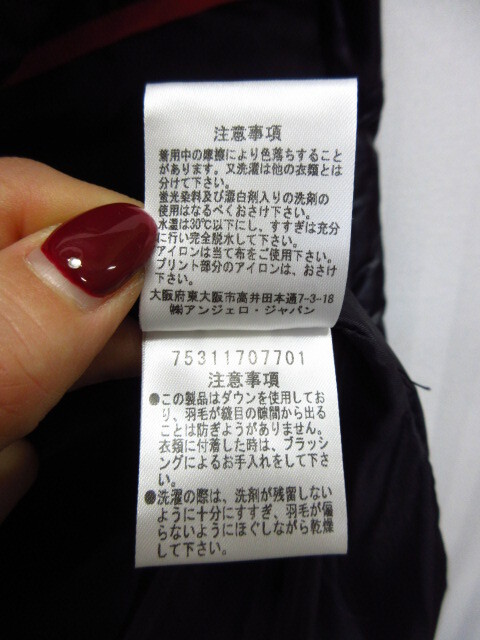 注意事項
着用中の摩擦により色落ちすること
があります。又洗濯は他の衣類とは
分けて下さい。
蛍光染料及び漂白剤入りの洗剤の
使用はなるべくおさけ下さい。
水温は30℃以下にし、すすぎは充分
に行い完全脱水して下さい。
アイロンは当て布をご使用下さい。
プリント部分のアイロンは、おさけ
下さい。
大阪府東大阪市高井田本通7-3-18
㈱アンジェロ・ジャパン
75311707701
注意事項
●この製品はダウンを使用してお
り、羽毛が縫目の隙間から出る
ことは防ぎようがありません。
衣類に付着した時は、ブラッシ
ングによるお手入れをして下さ
い。
●洗濯の際は、洗剤が残留しない
ように十分にすすぎ、羽毛が偏
らないようにほぐしながら乾燥
して下さい。